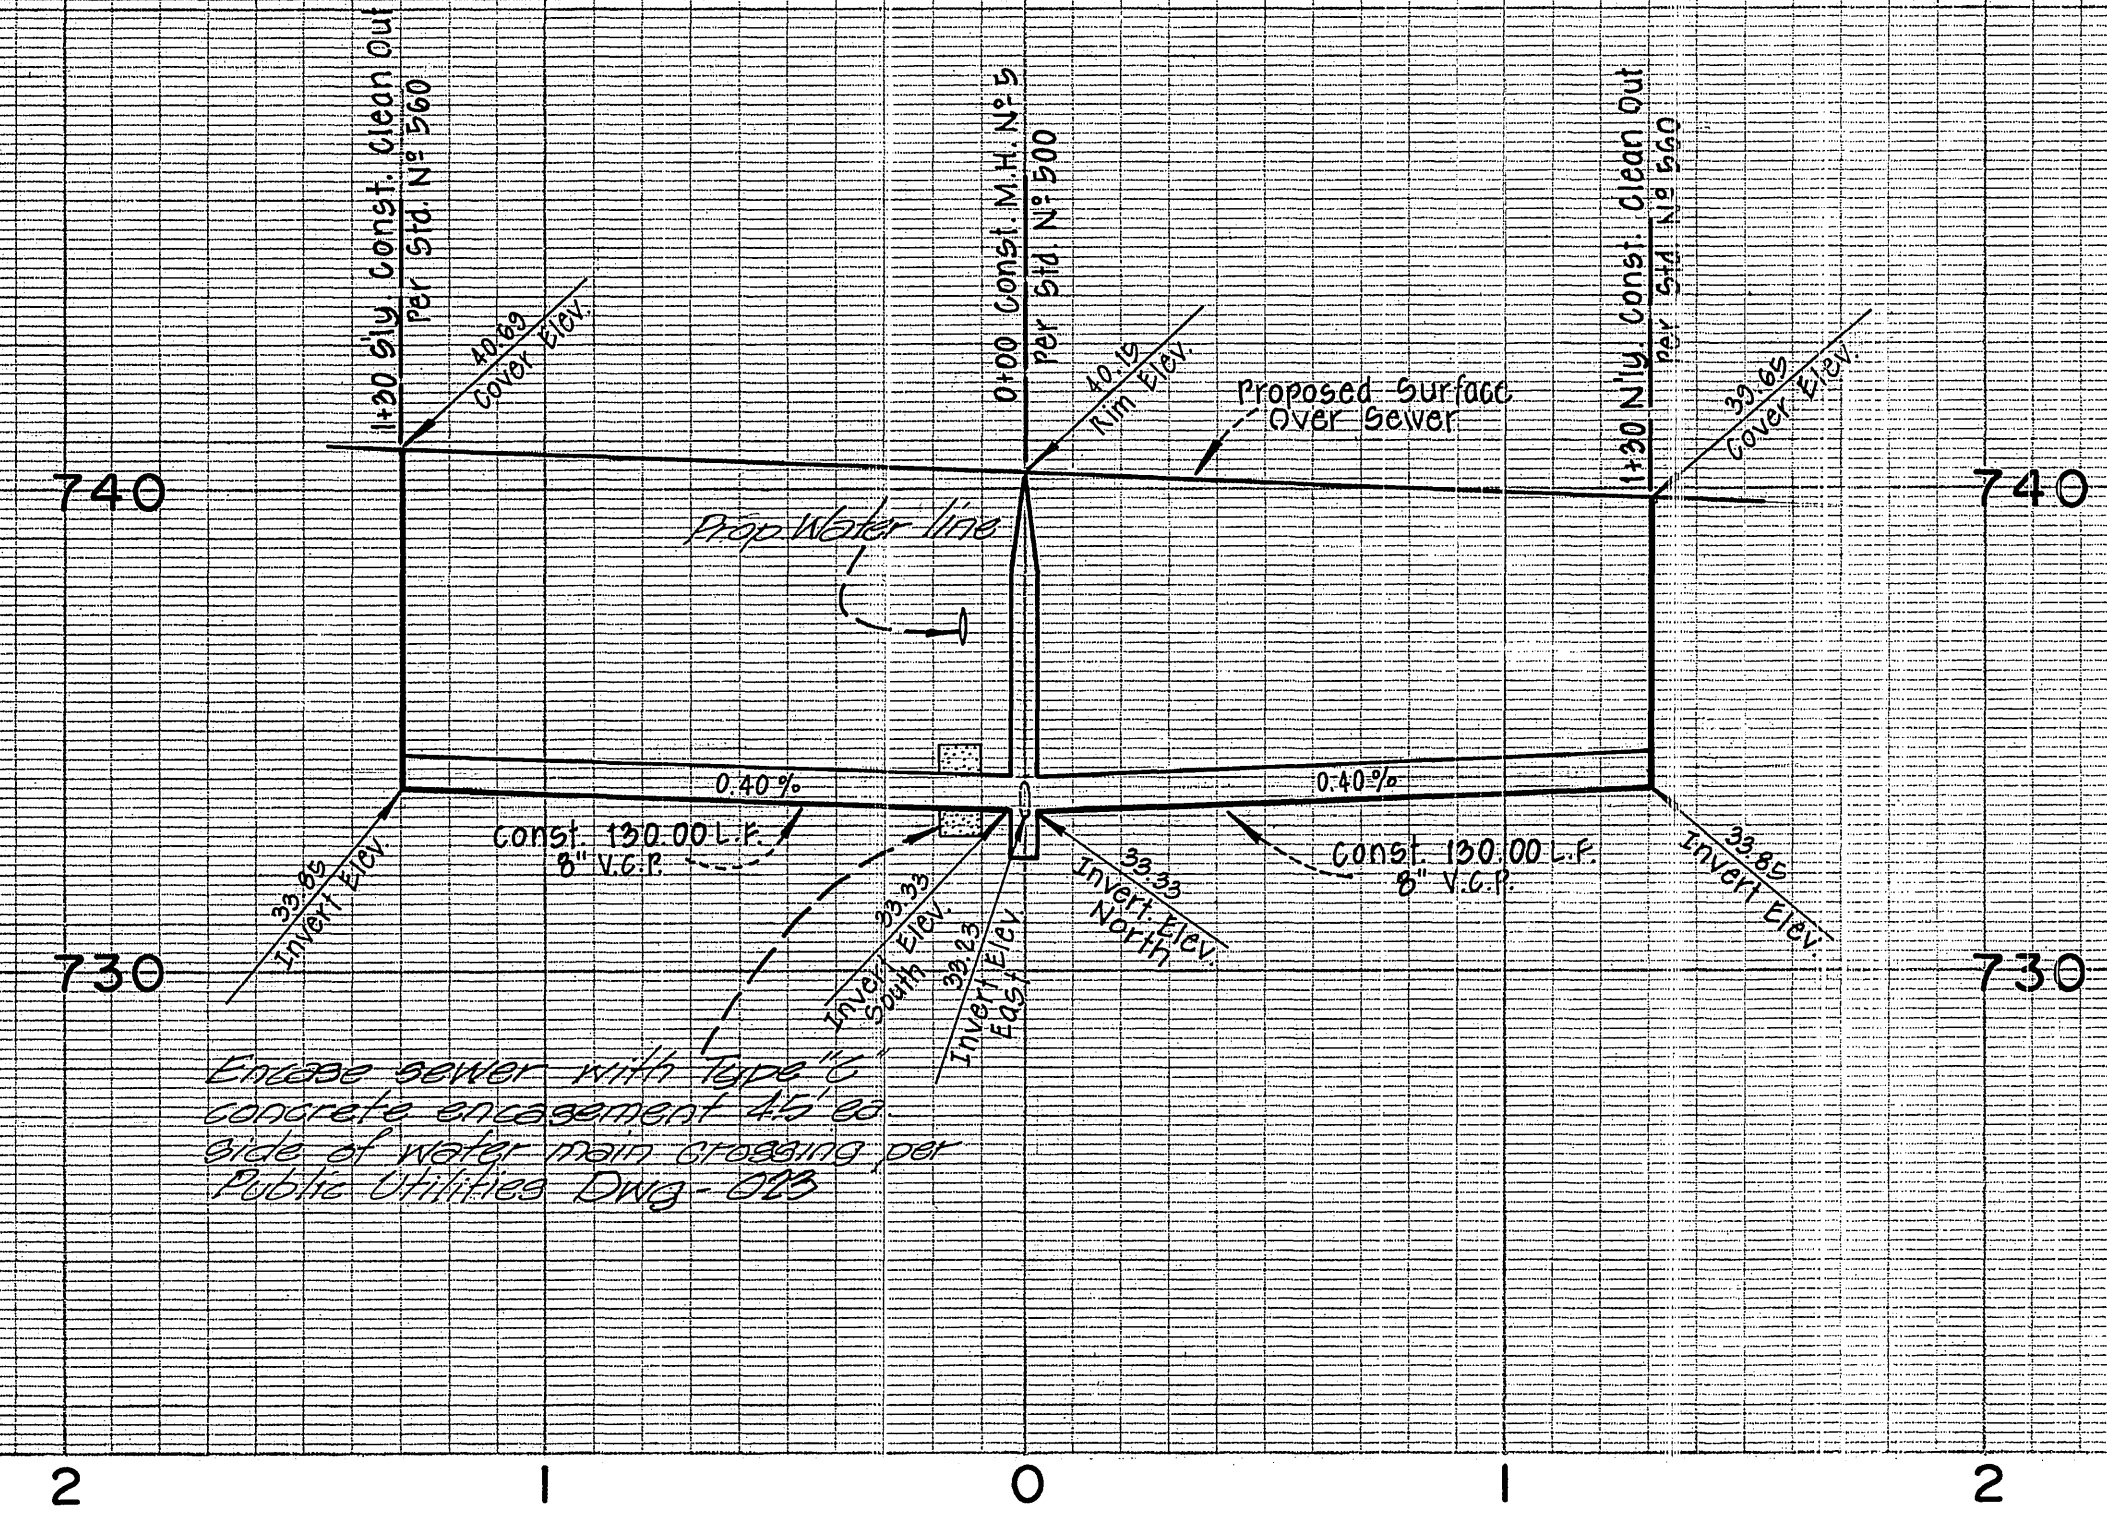 1+30 S'ly. Const. Clean Out
Per Std. Nº 560
0+00 Const. M.H. Nº 5
Per Std. Nº 500
1+30 N'ly. Const. Clean Out
Per Std. Nº 560
40.69
Cover Elev.
40.15
Rim Elev.
Proposed Surface
Over Sewer
39.65
Cover Elev.
740
740
Prop Water line
0.40%
0.40%
Const. 130.00 L.F.
8" V.C.P.
Const. 130.00 L.F.
8" V.C.P.
33.85
Invert Elev.
33.33
Invert Elev.
South
33.23
Invert Elev.
East
33.33
Invert. Elev.
North
33.85
Invert Elev.
730
730
Encase sewer with Type "C"
concrete encasement 4.5' ea.
side of water main crossing per
Public Utilities Dwg - 023
2
1
0
1
2